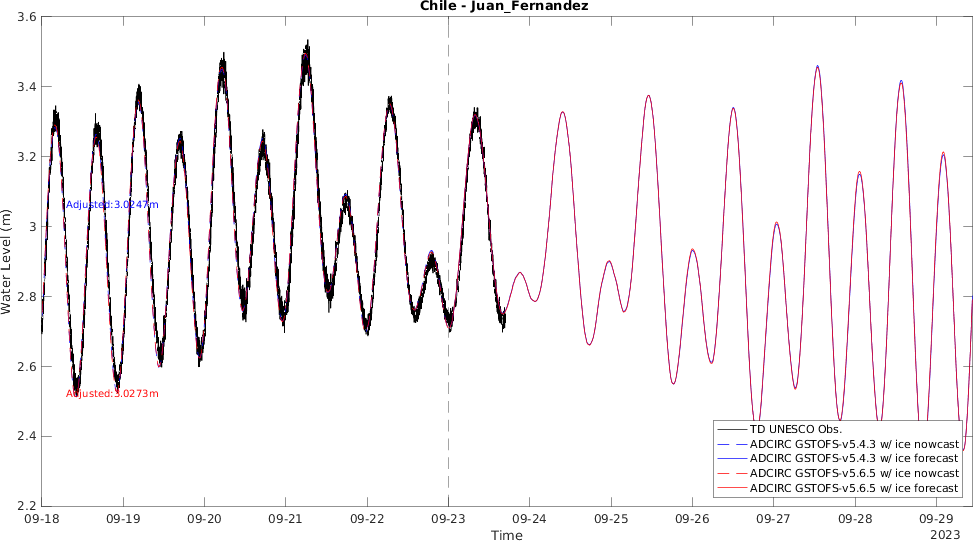 Chile - Juan_Fernandez
3.6
3.4
3.2
3
2.8
2.6
2.4
2.2
Water Level (m)
Adjusted:3.0247m
Adjusted:3.0273m
TD UNESCO Obs.
ADCIRC GSTOFS-v5.4.3 w/ ice nowcast
ADCIRC GSTOFS-v5.4.3 w/ ice forecast
ADCIRC GSTOFS-v5.6.5 w/ ice nowcast
ADCIRC GSTOFS-v5.6.5 w/ ice forecast
09-18 09-19 09-20 09-21 09-22 09-23 09-24 09-25 09-26 09-27 09-28 09-29
Time
2023